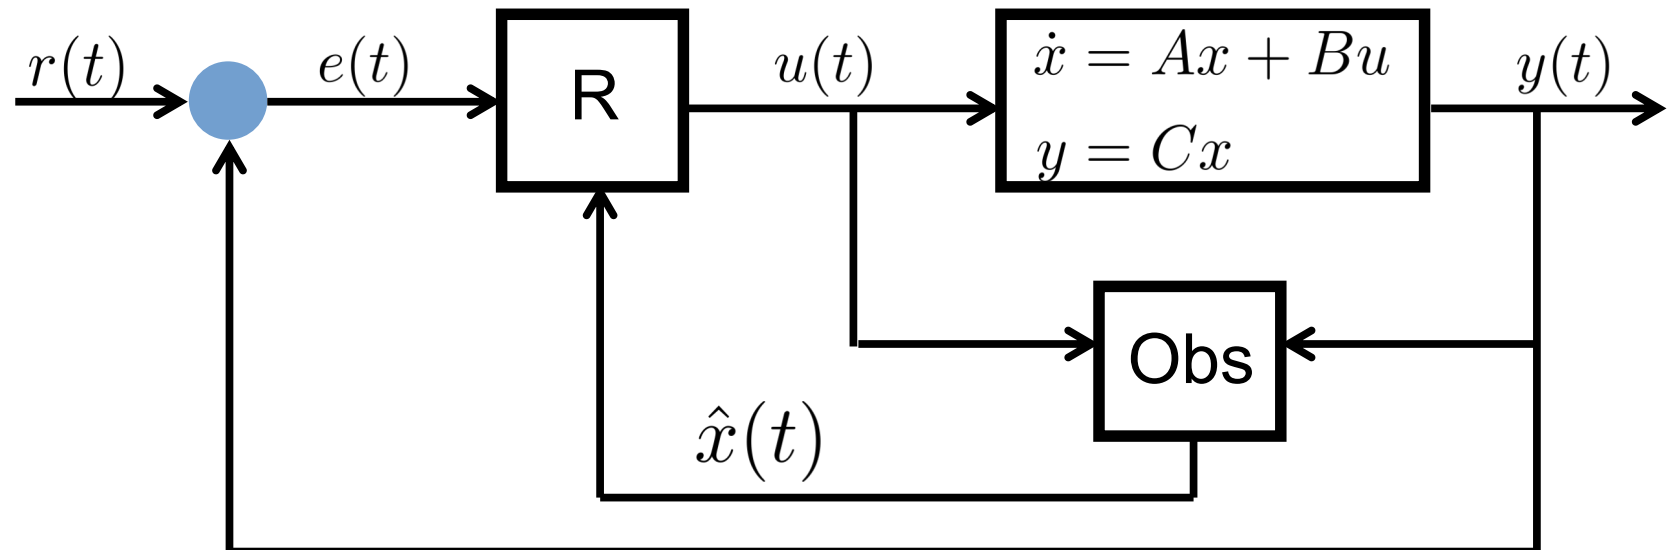 r(t)
e(t)
R
u(t)
ẋ = Ax + Bu
y = Cx
y(t)
Obs
x̂(t)